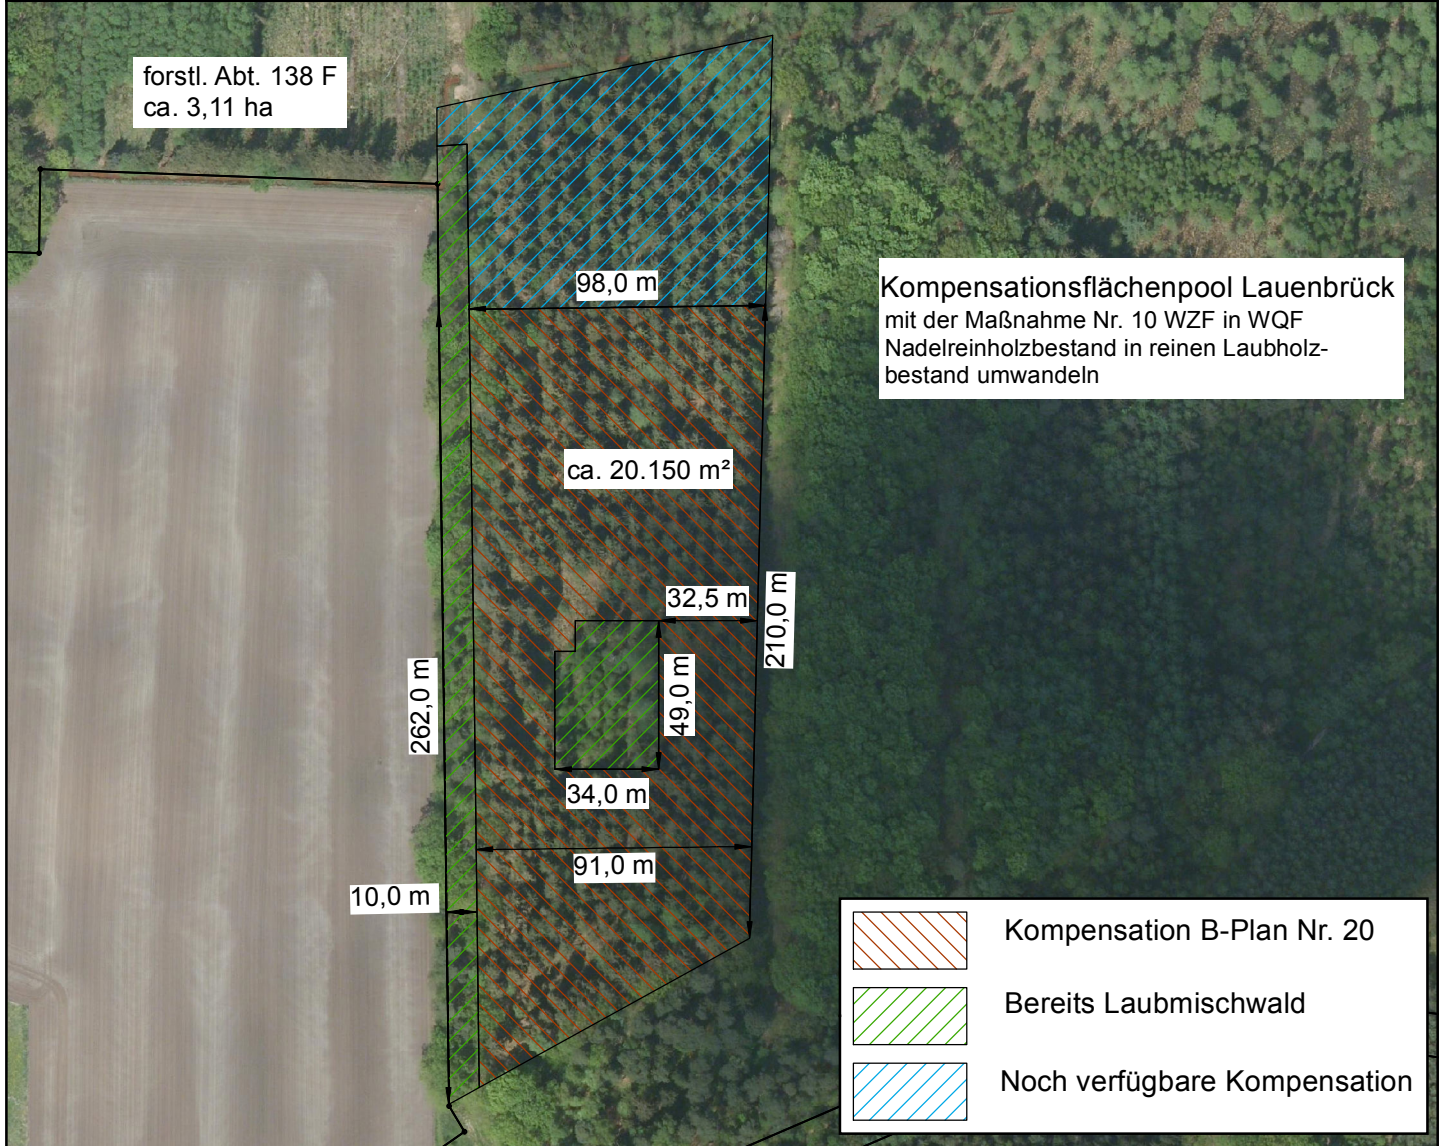 forstl. Abt. 138 F
ca. 3,11 ha
98,0 m
Kompensationsflächenpool Lauenbrück
mit der Maßnahme Nr. 10 WZF in WQF
Nadelreinholzbestand in reinen Laubholz-
bestand umwandeln
ca. 20.150 m²
32,5 m
210,0 m
262,0 m
49,0 m
34,0 m
91,0 m
10,0 m
Kompensation B-Plan Nr. 20
Bereits Laubmischwald
Noch verfügbare Kompensation